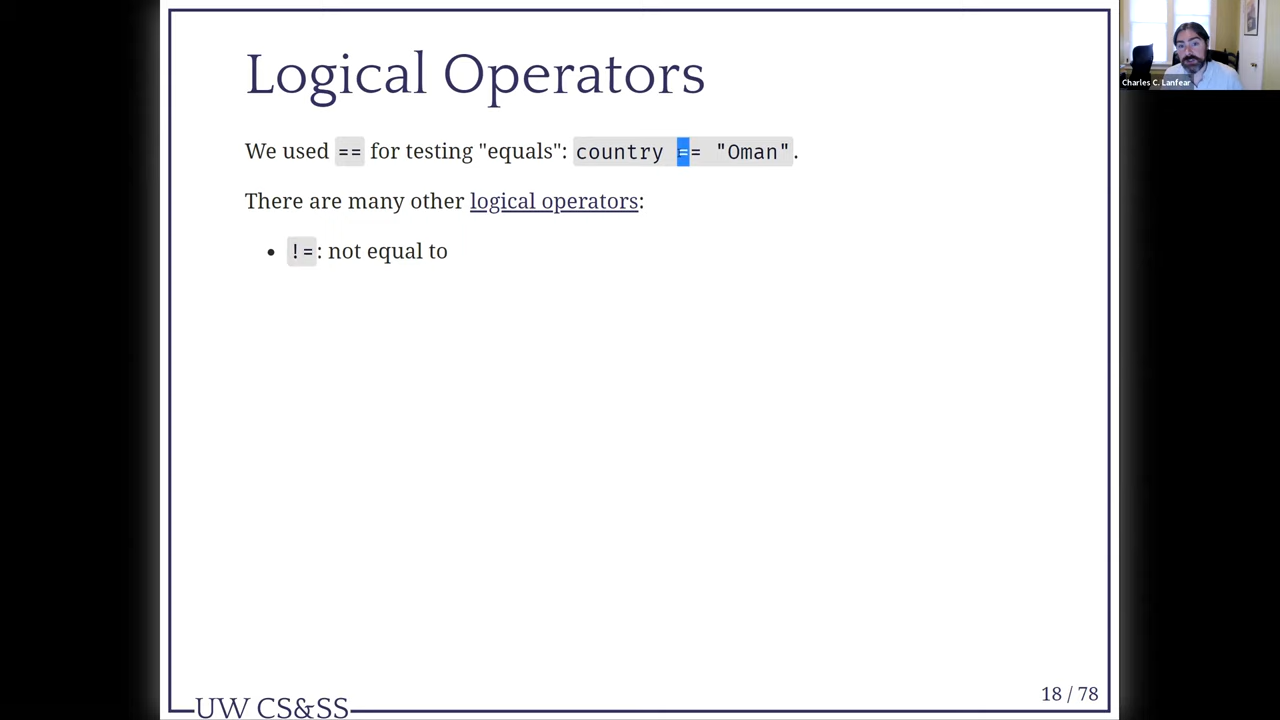 Logical Operators
We used == for testing "equals": country == "Oman".
There are many other logical operators:
• !=: not equal to
18 / 78
UW CS&SS
Charles C. Lanfear